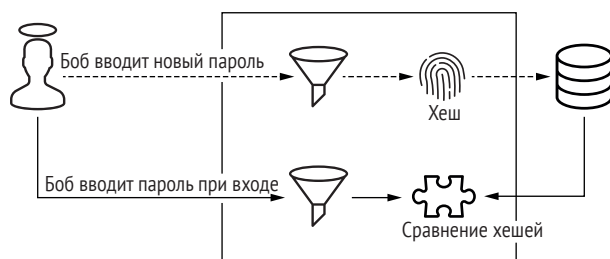 Боб вводит новый пароль
Хеш
Боб вводит пароль при входе
Сравнение хешей